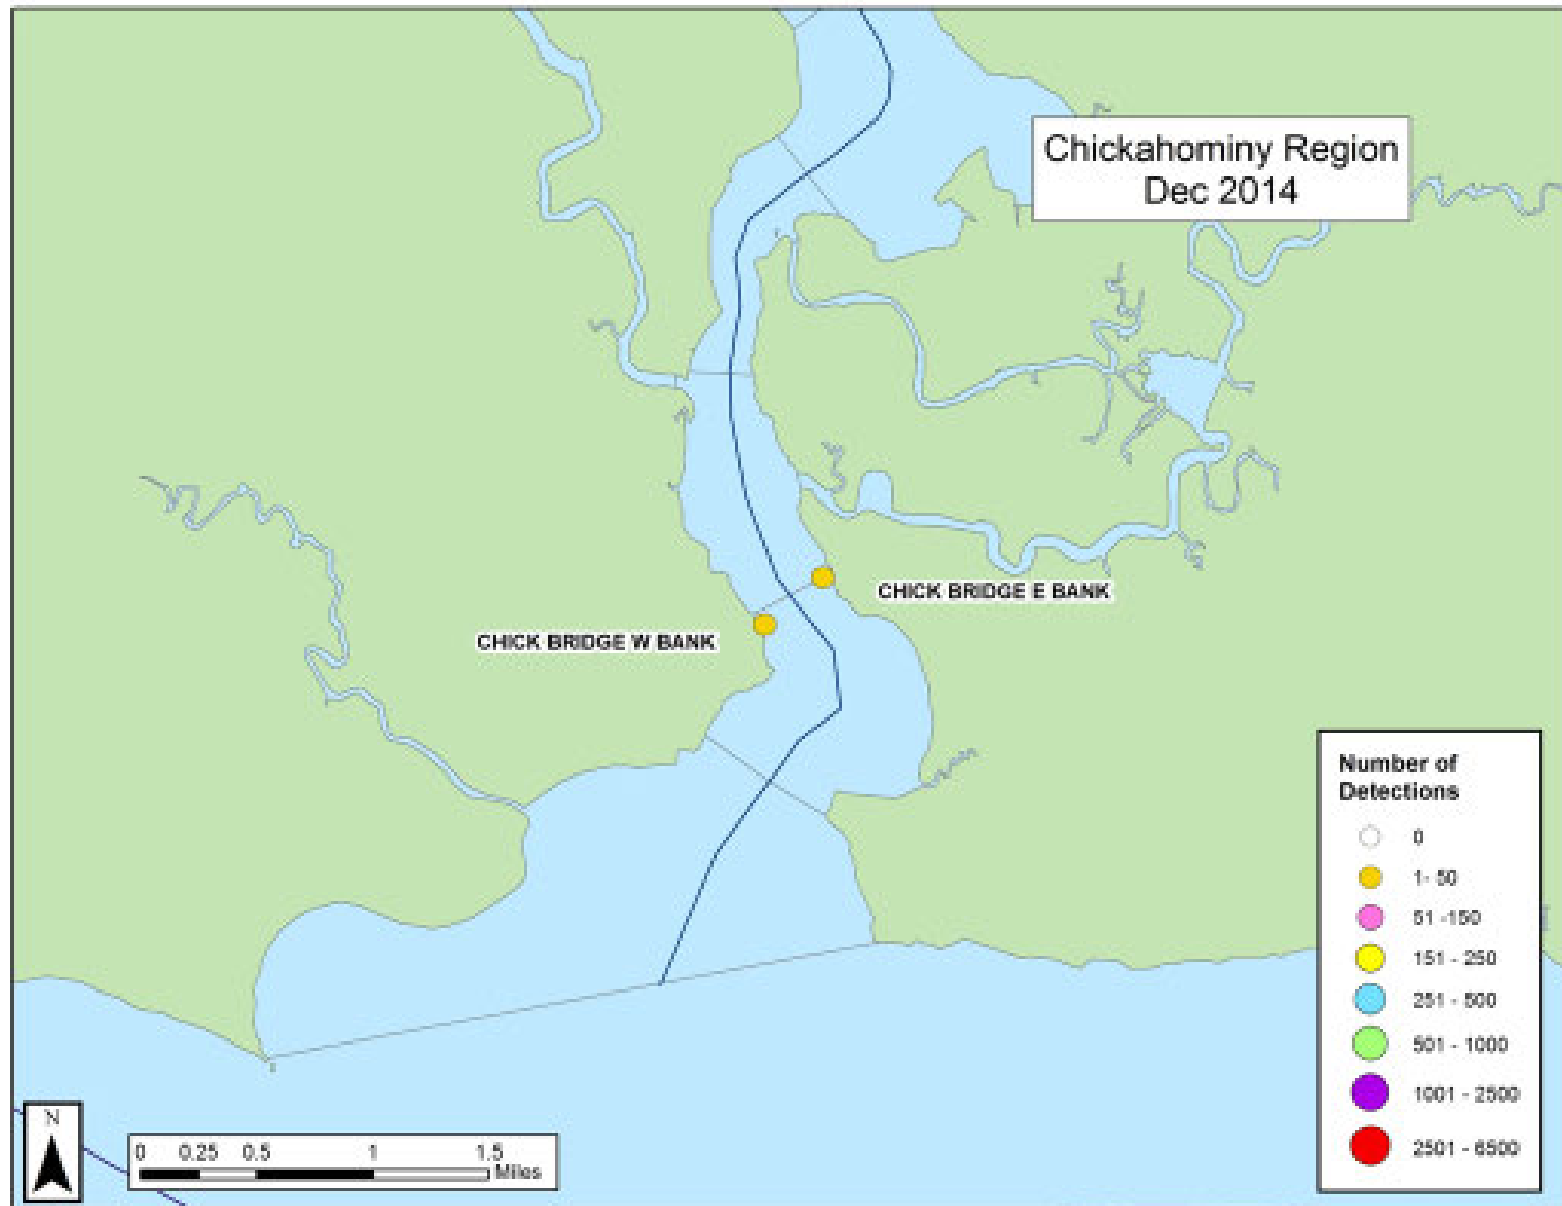 Chickahominy Region
Dec 2014
CHICK BRIDGE E BANK
CHICK BRIDGE W BANK
Number of
Detections
0
1- 50
51 -150
151 - 250
251 - 500
501 - 1000
1001 - 2500
2501 - 6500
N
0 0.25 0.5 1 1.5
Miles